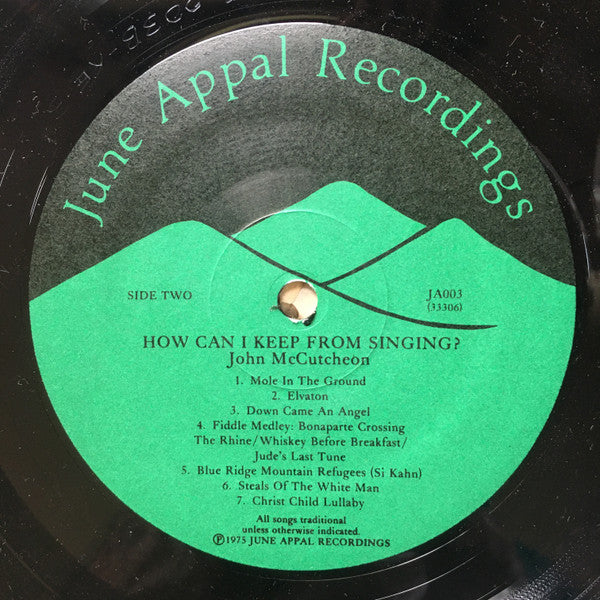 June Appal Recordings
SIDE TWO
JA003
(33306)
HOW CAN I KEEP FROM SINGING?
John McCutcheon
1. Mole In The Ground
2. Elvaton
3. Down Came An Angel
4. Fiddle Medley: Bonaparte Crossing
The Rhine/Whiskey Before Breakfast/
Jude's Last Tune
5. Blue Ridge Mountain Refugees (Si Kahn)
6. Steals Of The White Man
7. Christ Child Lullaby
All songs traditional
unless otherwise indicated.
Ⓟ1975 JUNE APPAL RECORDINGS